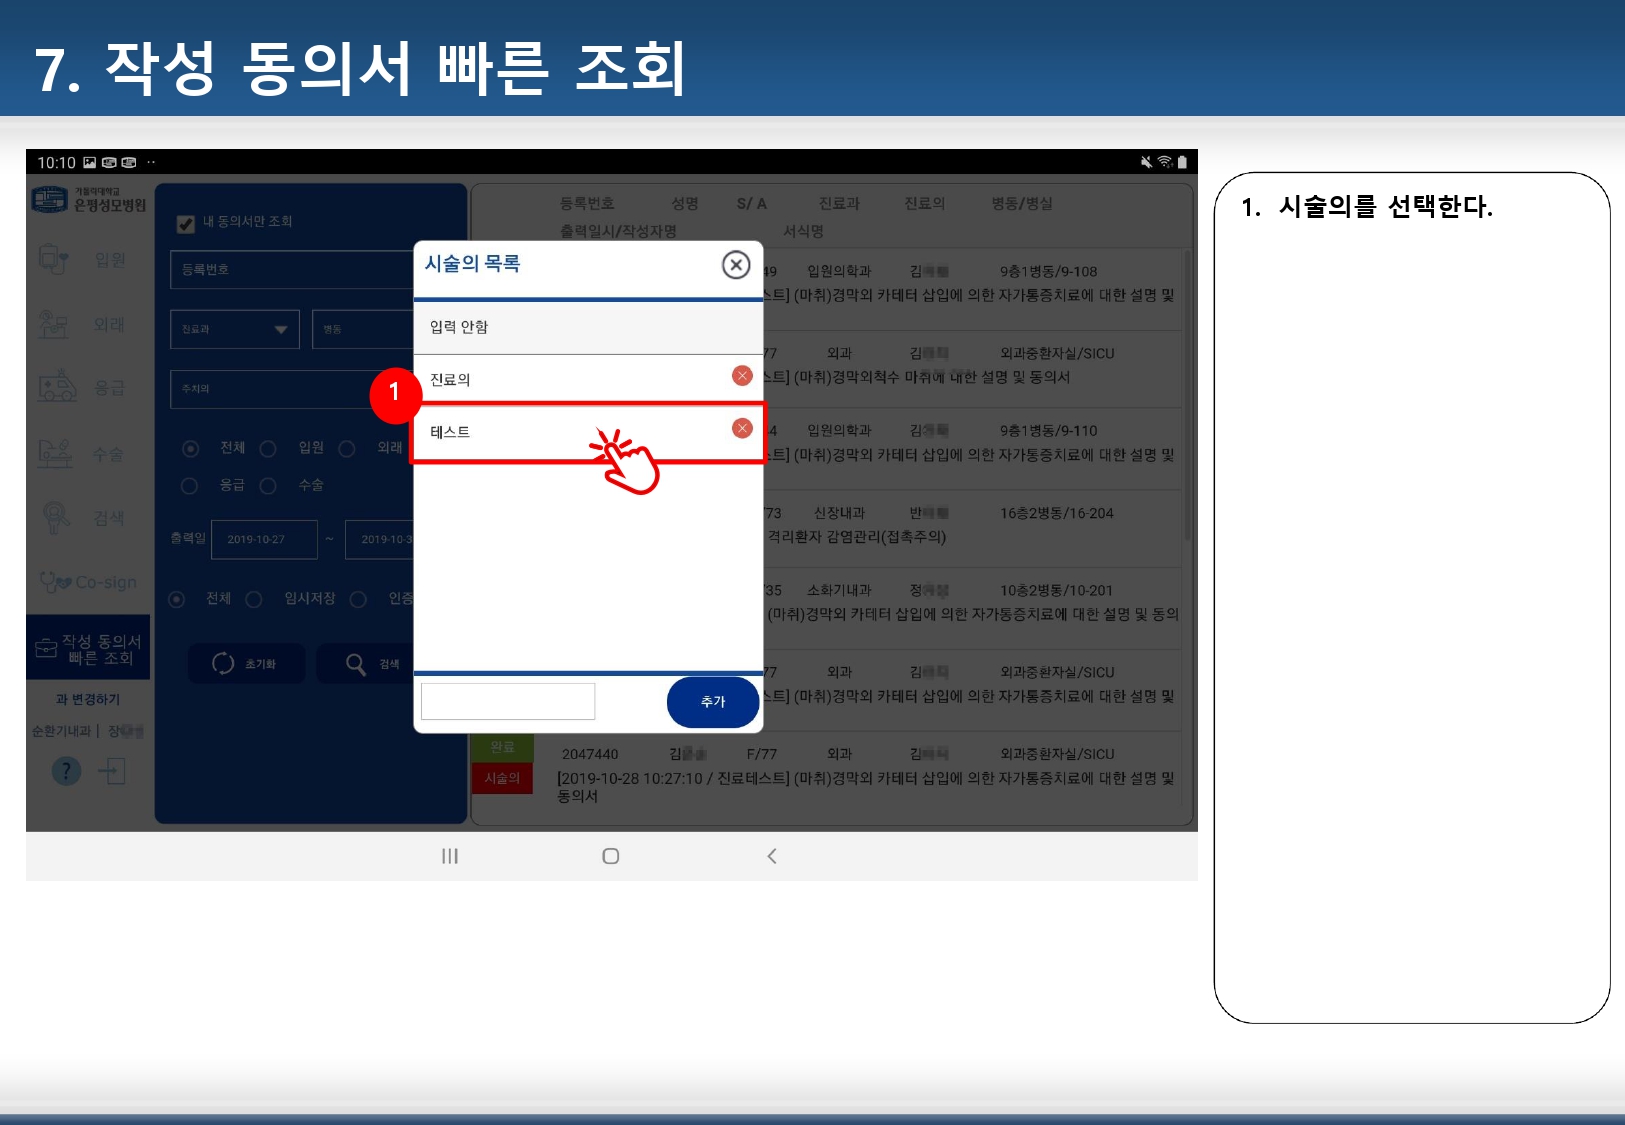 7. 작성 동의서 빠른 조회
10:10
가톨릭대학교
은평성모병원
입원
외래
응급
수술
검색
Co-sign
작성 동의서
빠른 조회
과 변경하기
순환기내과 | 장
?
내 동의서만 조회
등록번호
진료과
병동
주치의
전체 입원 외래
응급 수술
출력일 2019-10-27 ~ 2019-10-3
전체 임시저장 인증
초기화 검색
등록번호 성명 S/ A 진료과 진료의 병동/병실
출력일시/작성자명 서식명
49 입원의학과 김 9층1병동/9-108
스트] (마취)경막외 카테터 삽입에 의한 자가통증치료에 대한 설명 및
77 외과 김 외과중환자실/SICU
스트] (마취)경막외척수 마취에 대한 설명 및 동의서
4 입원의학과 김 9층1병동/9-110
스트] (마취)경막외 카테터 삽입에 의한 자가통증치료에 대한 설명 및
/73 신장내과 반 16층2병동/16-204
격리환자 감염관리(접촉주의)
/35 소화기내과 정 10층2병동/10-201
(마취)경막외 카테터 삽입에 의한 자가통증치료에 대한 설명 및 동의
77 외과 김 외과중환자실/SICU
스트] (마취)경막외 카테터 삽입에 의한 자가통증치료에 대한 설명 및
완료 2047440 김 F/77 외과 김 외과중환자실/SICU
시술의 [2019-10-28 10:27:10 / 진료테스트] (마취)경막외 카테터 삽입에 의한 자가통증치료에 대한 설명 및
동의서
시술의 목록
입력 안함
진료의
1
테스트
추가
1. 시술의를 선택한다.